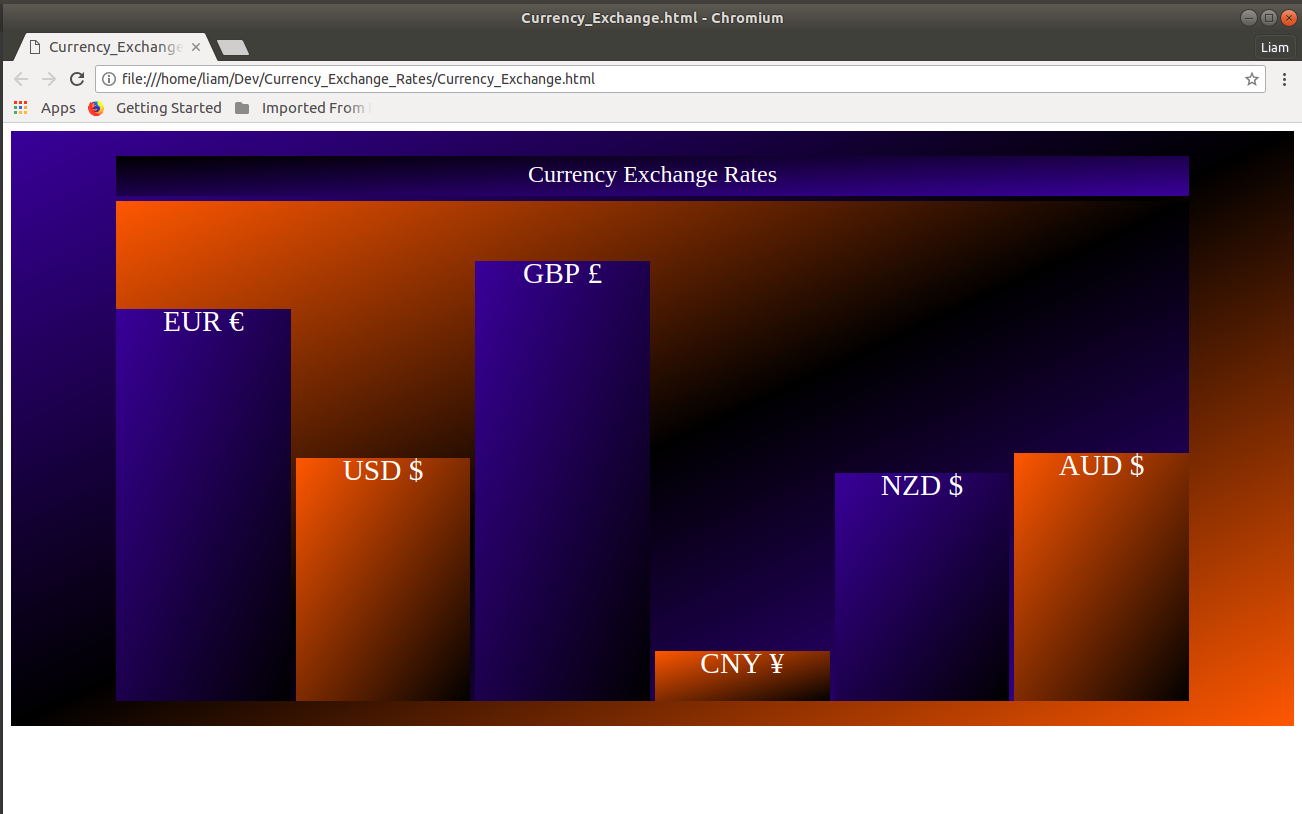 Currency_Exchange.html - Chromium
Currency_Exchange
Liam
file:///home/liam/Dev/Currency_Exchange_Rates/Currency_Exchange.html
Apps Getting Started Imported From
Currency Exchange Rates
GBP £
EUR €
USD $
AUD $
NZD $
CNY ¥